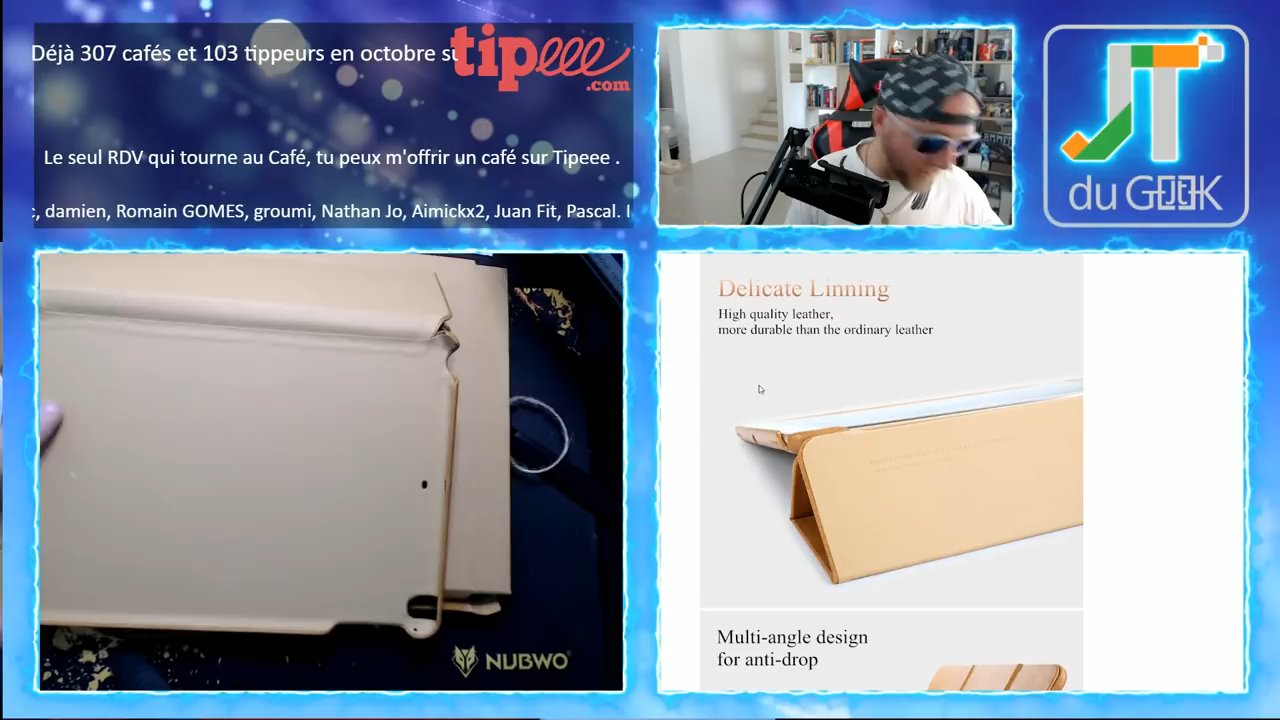 Déjà 307 cafés et 103 tippeurs en octobre su
tipeee
.com
Le seul RDV qui tourne au Café, tu peux m'offrir un café sur Tipeee .
, damien, Romain GOMES, groumi, Nathan Jo, Aimickx2, Juan Fit, Pascal.
JT
du GEEK
Delicate Linning
High quality leather,
more durable than the ordinary leather
Multi-angle design
for anti-drop
NUBWO